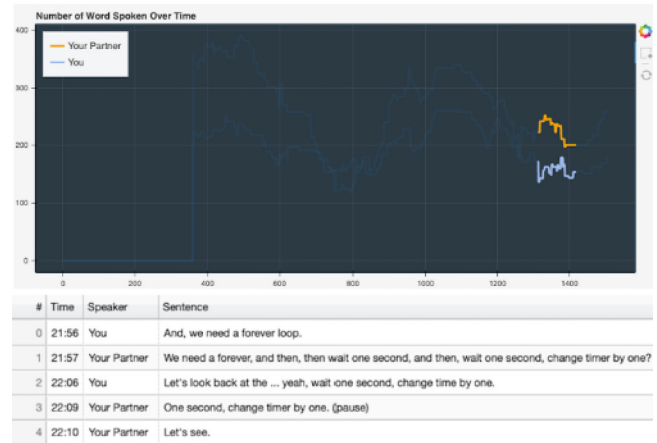 Number of Word Spoken Over Time
400
Your Partner
You
300
200
100
0
0 200 400 600 800 1000 1200 1400
# Time Speaker Sentence
0 21:56 You And, we need a forever loop.
1 21:57 Your Partner We need a forever, and then, then wait one second, and then, wait one second, change timer by one?
2 22:06 You Let's look back at the ... yeah, wait one second, change time by one.
3 22:09 Your Partner One second, change timer by one. (pause)
4 22:10 Your Partner Let's see.